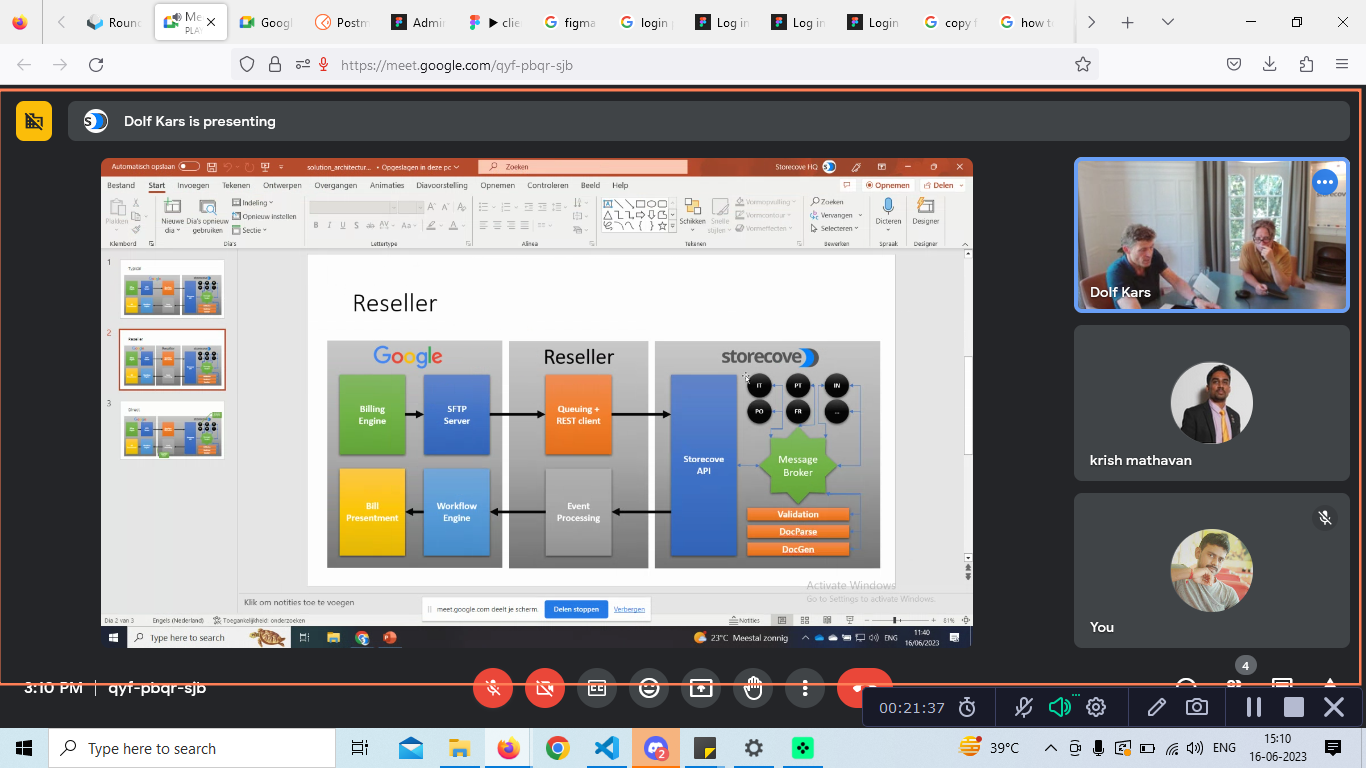 Roun
Me
PLA
Googl
Postm
Admir
clie
figma
login
Log in
Log in
Login
copy f
how t
https://meet.google.com/qyf-pbqr-sjb
Dolf Kars is presenting
Automatisch opslaan
solution_architectur... • Opgeslagen in deze pc
Zoeken
Storecove HQ
Bestand Start Invoegen Tekenen Ontwerpen Overgangen Animaties Diavoorstelling Opnemen Controleren Beeld Help
Opnemen
Delen
Plakken
Nieuwe dia
Dia's opnieuw gebruiken
Indeling
Opnieuw instellen
Sectie
Schikken
Snelle stijlen
Vormopvulling
Vormcontour
Vormeffecten
Zoeken
Vervangen
Selecteren
Dicteren
Designer
Klembord
Dia's
Lettertype
Alinea
Tekenen
Bewerken
Spraak
Designer
1
2
3
Reseller
Google
Reseller
storecove
Billing
Engine
SFTP
Server
Queuing +
REST client
Storecove
API
IT
PT
IN
PO
FR
...
Message
Broker
Bill
Presentment
Workflow
Engine
Event
Processing
Validation
DocParse
DocGen
Activate Windows
Go to Settings to activate Windows.
Klik om notities toe te voegen
meet.google.com deelt je scherm.
Delen stoppen
Verbergen
Dia 2 van 3
Engels (Nederland)
Toegankelijkheid: onderzoeken
Notities
61%
Type here to search
23°C Meestal zonnig
ENG
11:40
16/06/2023
Dolf Kars
krish mathavan
You
4
3:10 PM | qyf-pbqr-sjb
00:21:37
Type here to search
2
39°C
ENG
15:10
16-06-2023